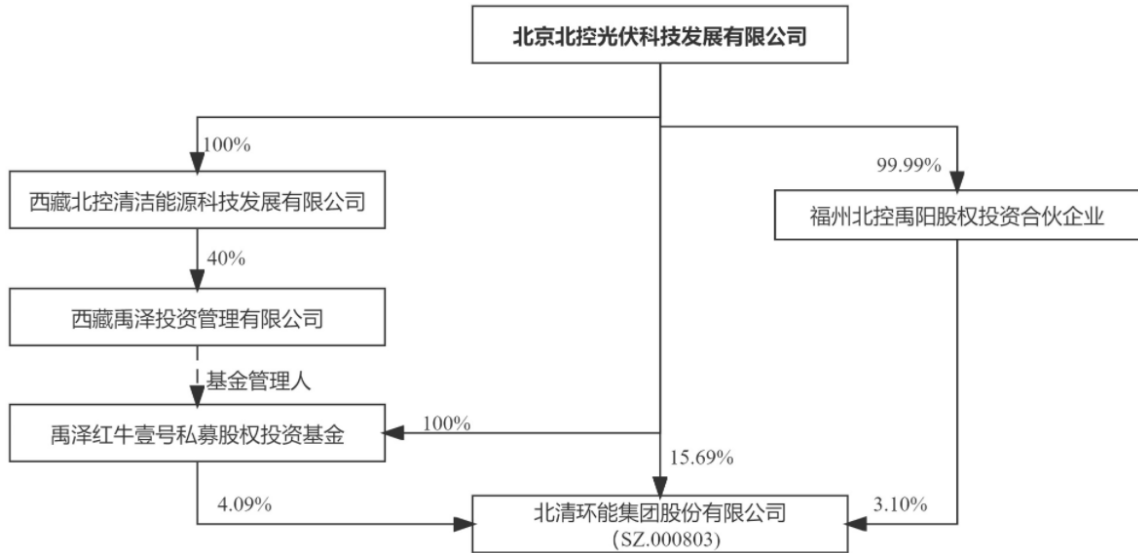 北京北控光伏科技发展有限公司
100%
99.99%
西藏北控清洁能源科技发展有限公司
福州北控禹阳股权投资合伙企业
40%
西藏禹泽投资管理有限公司
基金管理人
禹泽红牛壹号私募股权投资基金
100%
15.69%
4.09%
3.10%
北清环能集团股份有限公司
（SZ.000803)